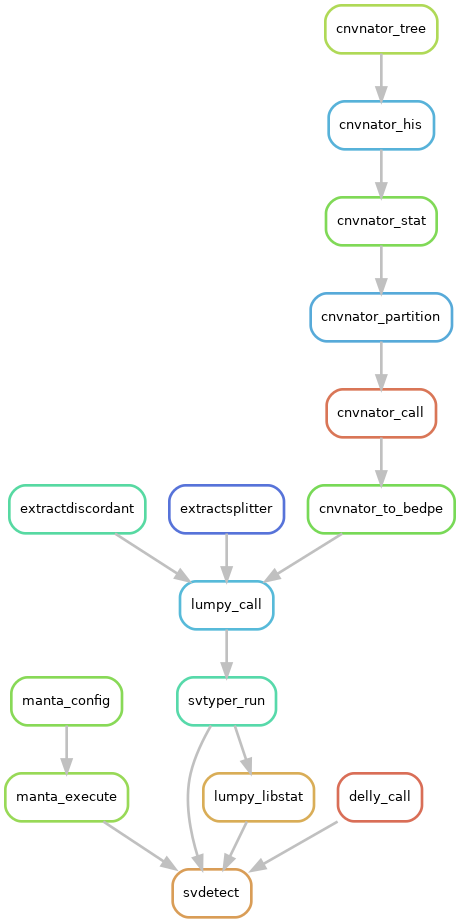 cnvnator_tree
cnvnator_his
cnvnator_stat
cnvnator_partition
cnvnator_call
extractdiscordant
extractsplitter
cnvnator_to_bedpe
lumpy_call
manta_config
svtyper_run
manta_execute
lumpy_libstat
delly_call
svdetect